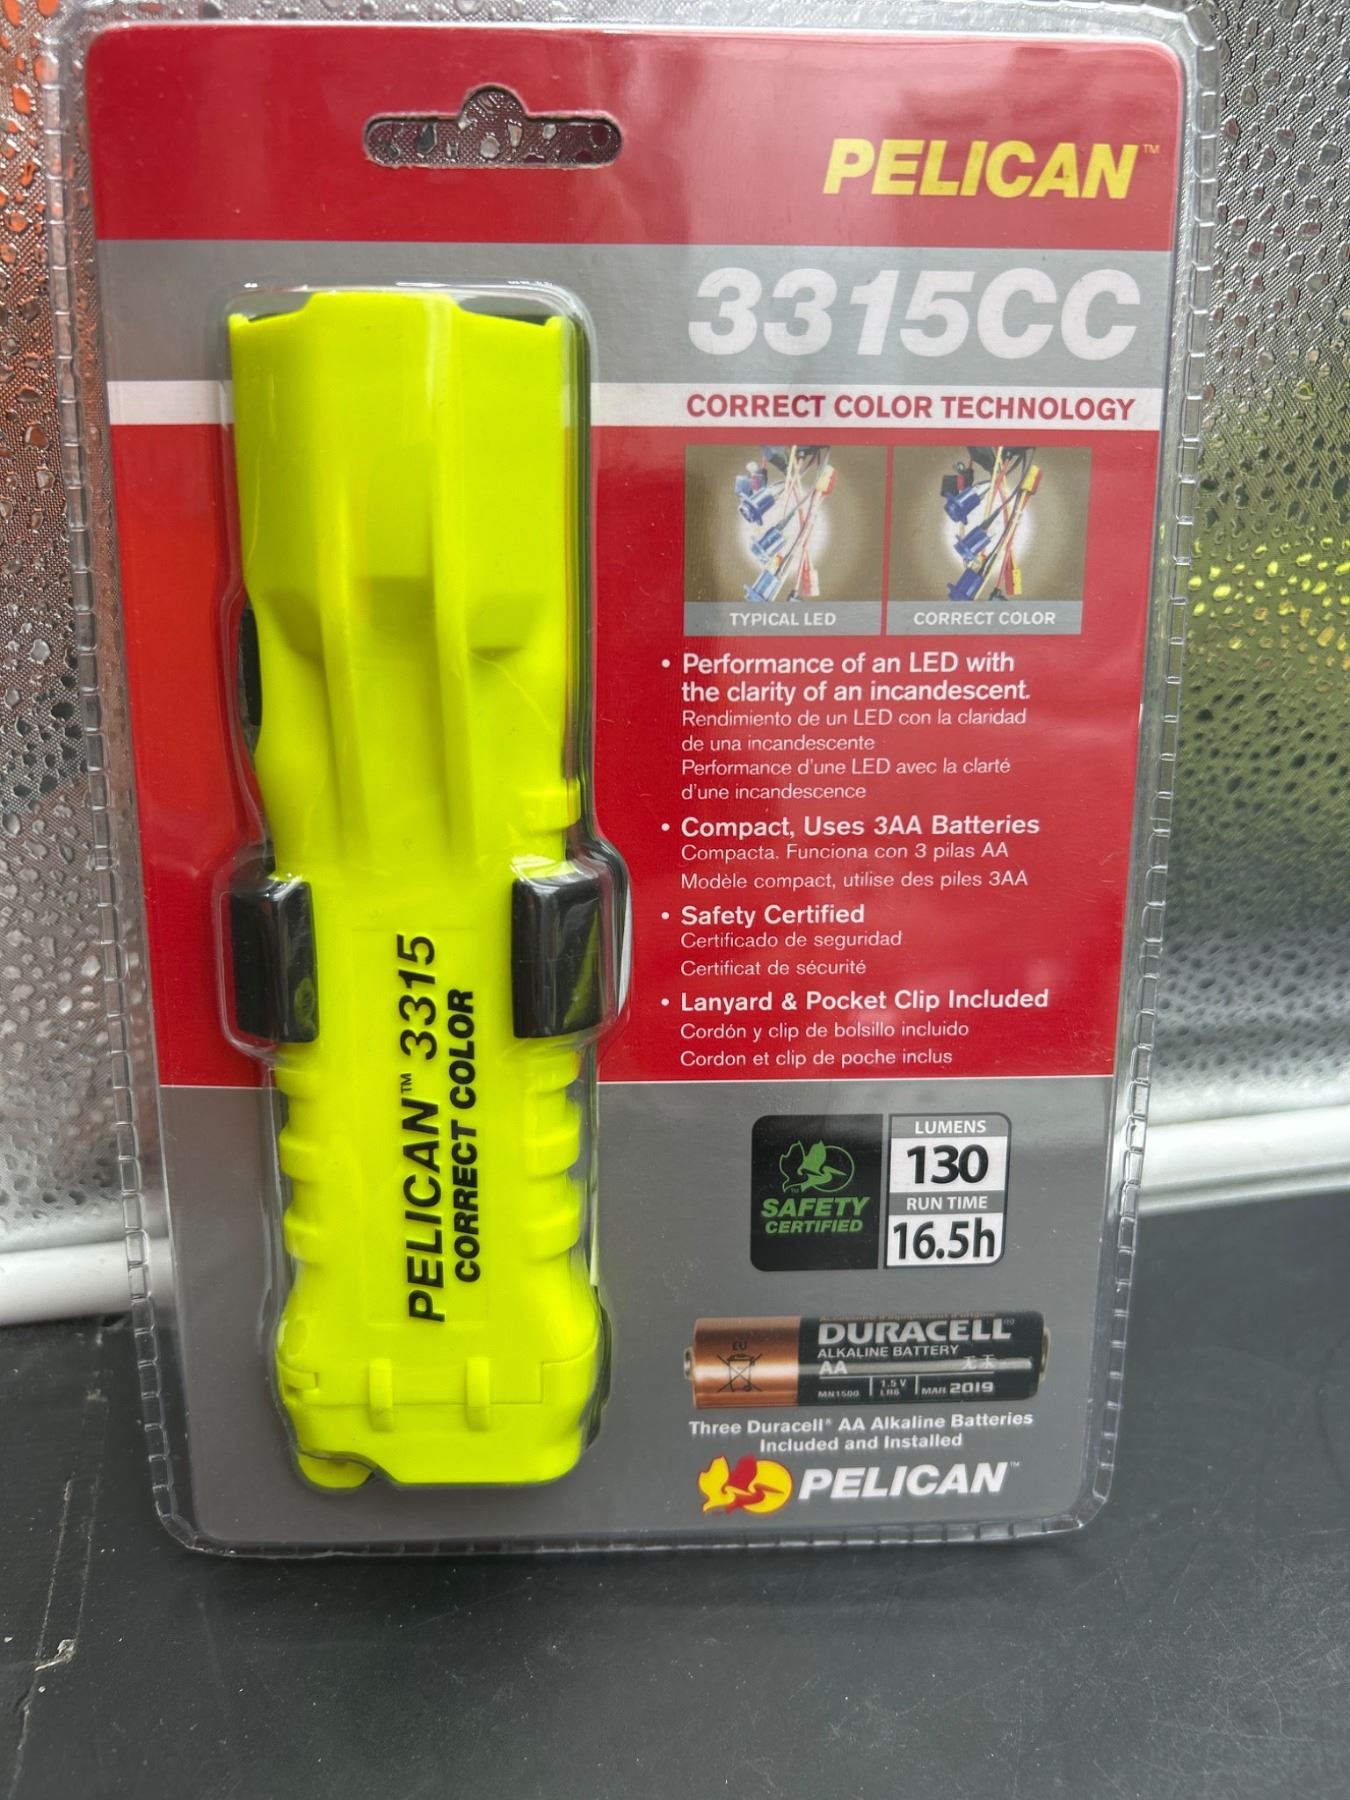 PELICAN™
3315CC
CORRECT COLOR TECHNOLOGY
TYPICAL LED
CORRECT COLOR
• Performance of an LED with
the clarity of an incandescent.
Rendimiento de un LED con la claridad
de una incandescente
Performance d'une LED avec la clarté
d'une incandescence
• Compact, Uses 3AA Batteries
Compacta. Funciona con 3 pilas AA
Modèle compact, utilise des piles 3AA
• Safety Certified
Certificado de seguridad
Certificat de sécurité
• Lanyard & Pocket Clip Included
Cordón y clip de bolsillo incluido
Cordon et clip de poche inclus
PELICAN™ 3315
CORRECT COLOR
SAFETY
CERTIFIED
LUMENS
130
RUN TIME
16.5h
DURACELL®
ALKALINE BATTERY
AA
EU
MN1500
1.5 V
LR6
MAR 2019
Three Duracell® AA Alkaline Batteries
Included and Installed
PELICAN™